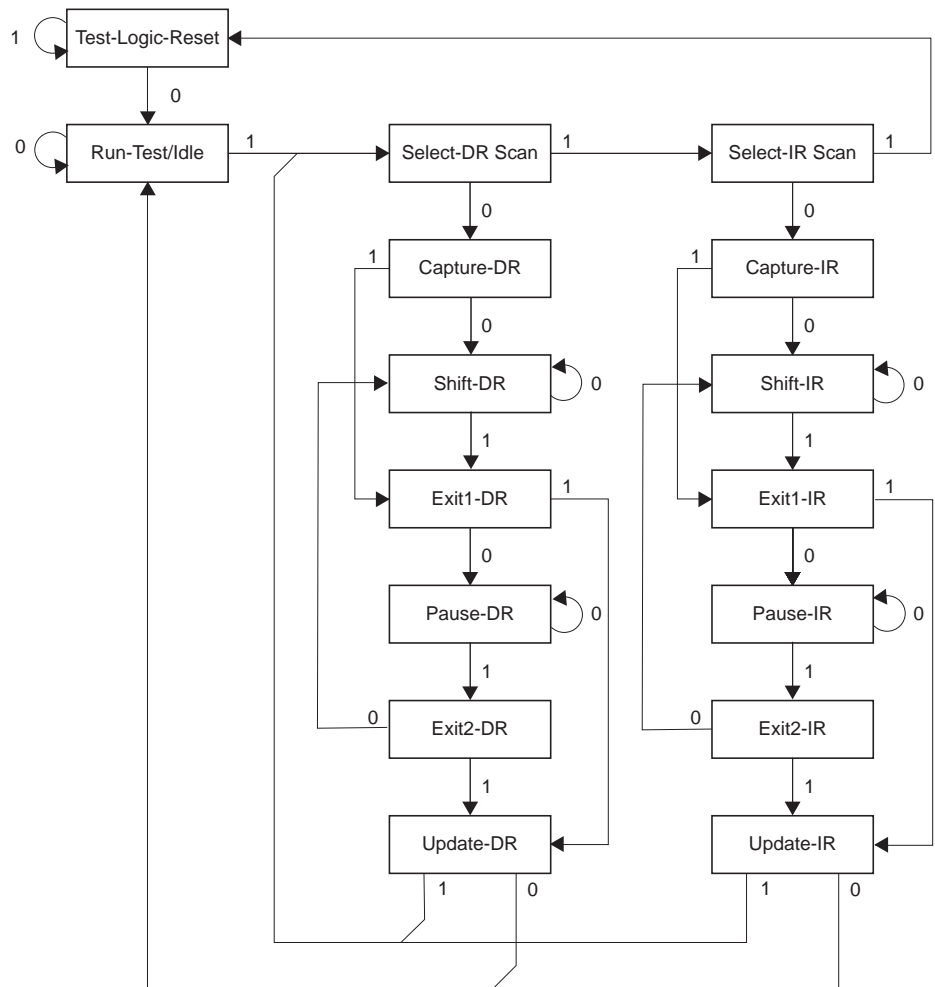 1 Test-Logic-Reset
0
0 Run-Test/Idle 1 Select-DR Scan 1 Select-IR Scan 1
0 0
1 Capture-DR 1 Capture-IR
0 0
Shift-DR 0 Shift-IR 0
1 1
Exit1-DR 1 Exit1-IR 1
0 0
Pause-DR 0 Pause-IR 0
1 1
0 Exit2-DR 0 Exit2-IR
1 1
Update-DR Update-IR
1 0 1 0